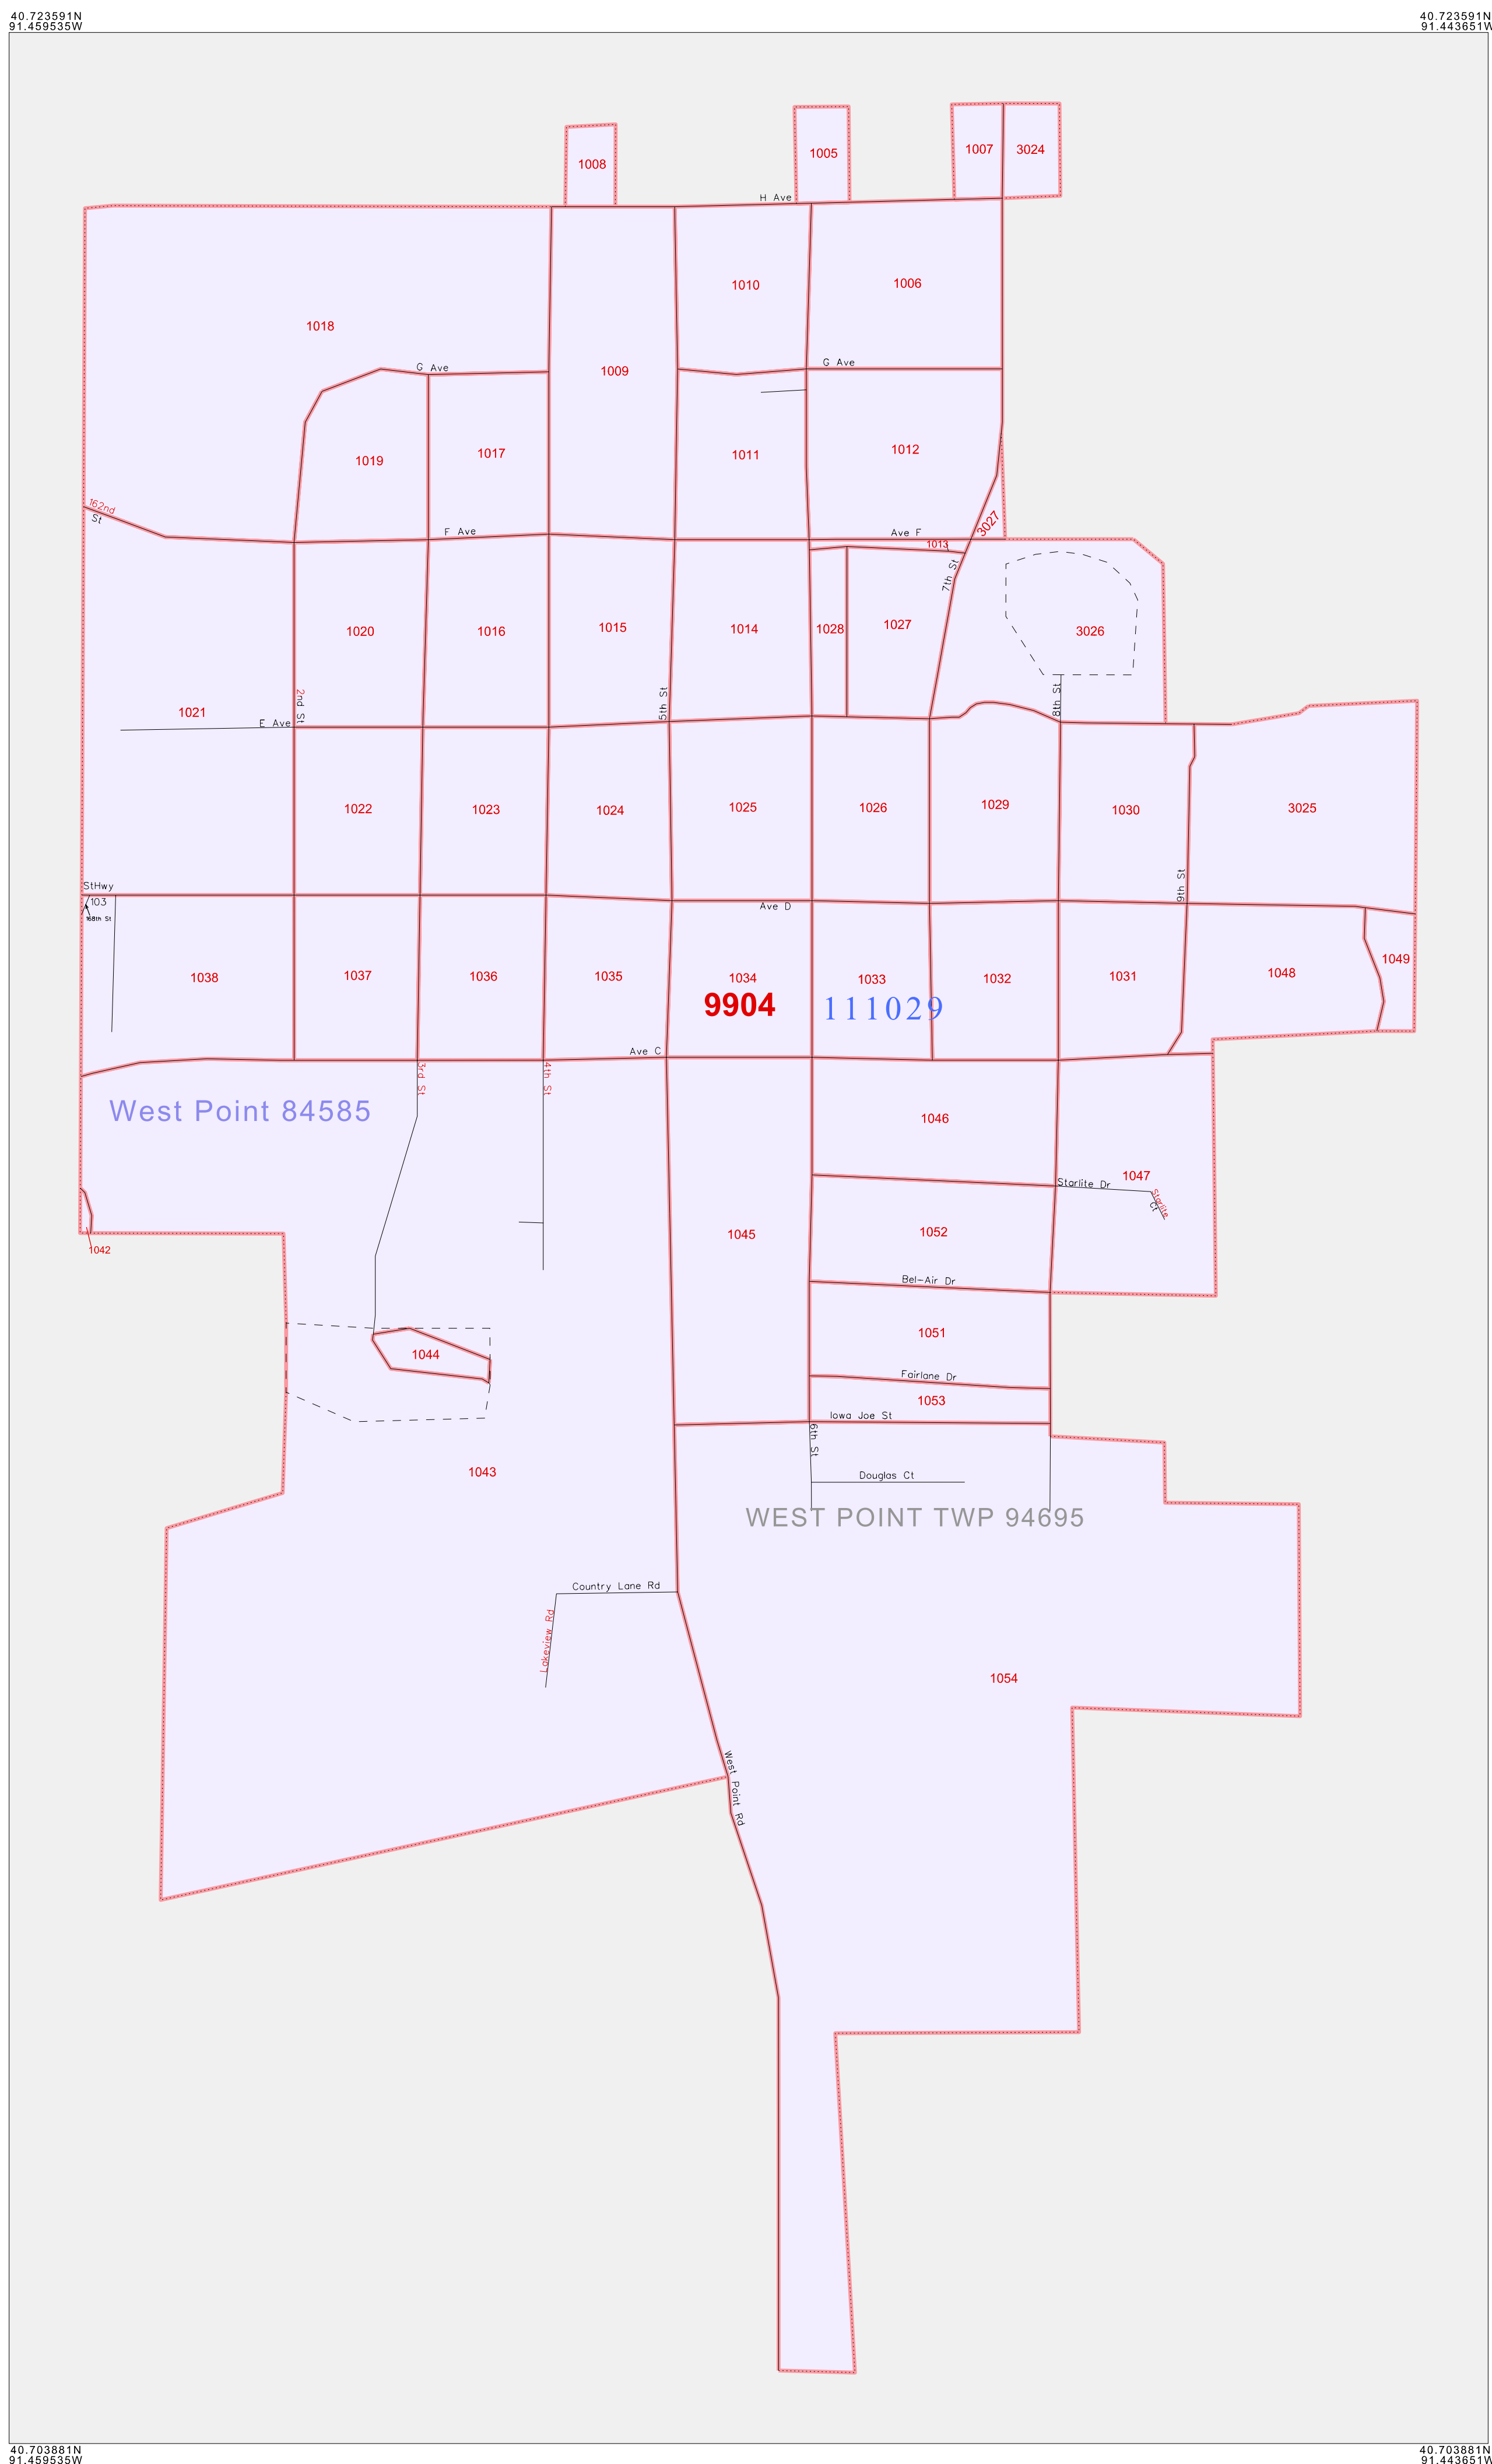 40.723591N
91.459535W
40.723591N
91.443651W
1008
1005
1007
3024
H Ave
1010
1006
1018
G Ave
G Ave
1009
1019
1017
1011
1012
162nd
St
F Ave
Ave F
3027
1013
7th St
1020
1016
1015
1014
1028
1027
3026
1021
2nd St
5th St
8th St
E Ave
1022
1023
1024
1025
1026
1029
1030
3025
StHwy
103
168th St
Ave D
9th St
1038
1037
1036
1035
1034
1033
1032
1031
1048
1049
9904
111029
Ave C
3rd St
4th St
West Point 84585
1046
1047
Starlite Dr
Starlite
Ct
1042
1045
1052
Bel-Air Dr
1051
1044
Fairlane Dr
1053
Iowa Joe St
6th St
1043
Douglas Ct
WEST POINT TWP 94695
Country Lane Rd
Lakeview Rd
1054
West Point Rd
40.703881N
91.459535W
40.703881N
91.443651W